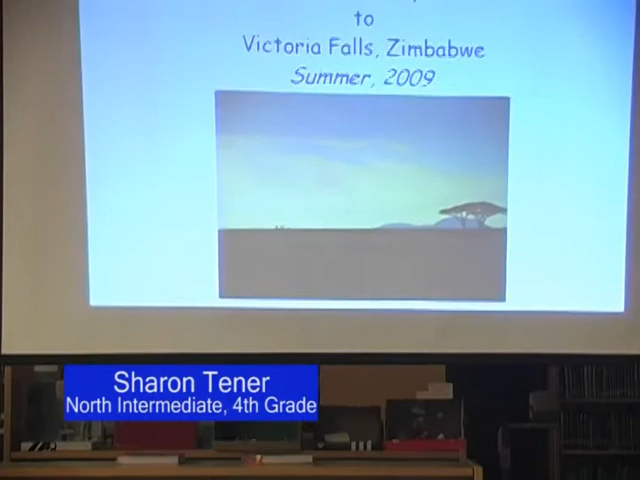 to
Victoria Falls, Zimbabwe
Summer, 2009
Sharon Tener
North Intermediate, 4th Grade